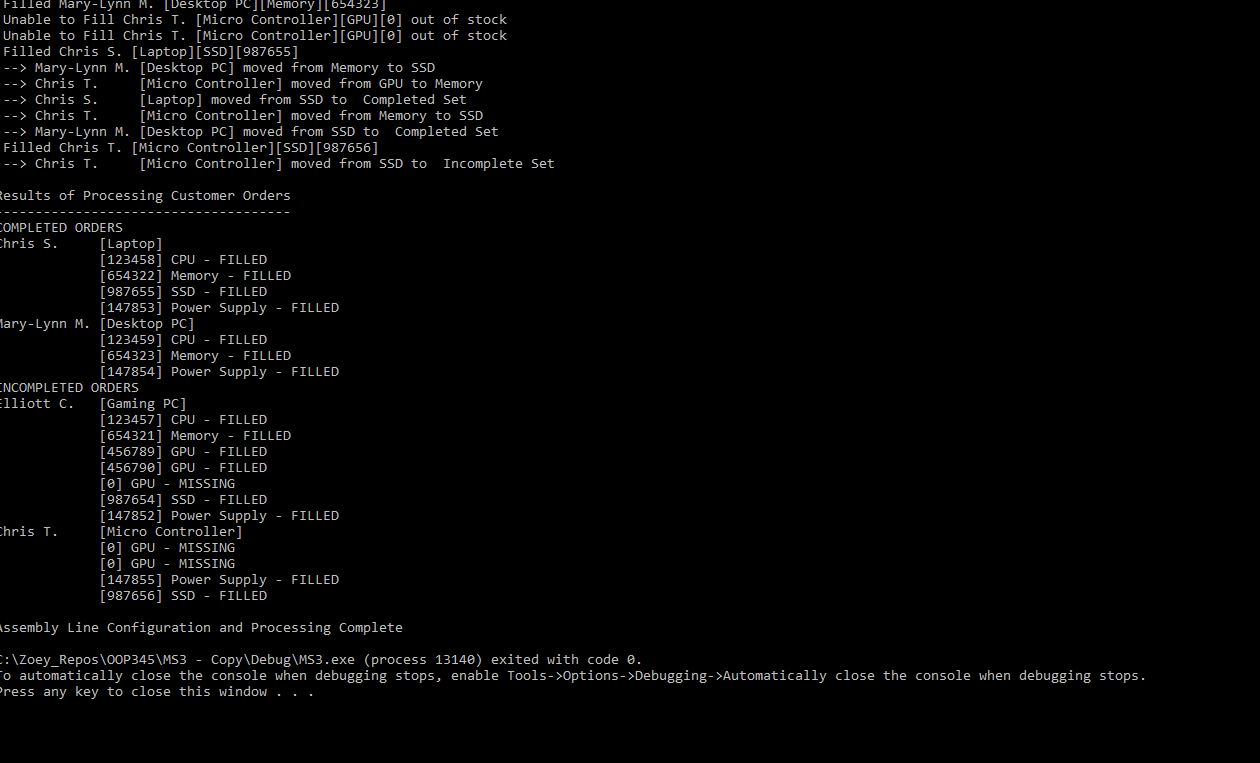 Filled Mary-Lynn M. [Desktop PC][Memory][654323]
Unable to Fill Chris T. [Micro Controller][GPU][0] out of stock
Unable to Fill Chris T. [Micro Controller][GPU][0] out of stock
Filled Chris S. [Laptop][SSD][987655]
--> Mary-Lynn M. [Desktop PC] moved from Memory to SSD
--> Chris T.     [Micro Controller] moved from GPU to Memory
--> Chris S.     [Laptop] moved from SSD to  Completed Set
--> Chris T.     [Micro Controller] moved from Memory to SSD
--> Mary-Lynn M. [Desktop PC] moved from SSD to  Completed Set
Filled Chris T. [Micro Controller][SSD][987656]
--> Chris T.     [Micro Controller] moved from SSD to  Incomplete Set
Results of Processing Customer Orders
-------------------------------------
COMPLETED ORDERS
Chris S.     [Laptop]
[123458] CPU - FILLED
[654322] Memory - FILLED
[987655] SSD - FILLED
[147853] Power Supply - FILLED
Mary-Lynn M. [Desktop PC]
[123459] CPU - FILLED
[654323] Memory - FILLED
[147854] Power Supply - FILLED
INCOMPLETED ORDERS
Elliott C.   [Gaming PC]
[123457] CPU - FILLED
[654321] Memory - FILLED
[456789] GPU - FILLED
[456790] GPU - FILLED
[0] GPU - MISSING
[987654] SSD - FILLED
[147852] Power Supply - FILLED
Chris T.     [Micro Controller]
[0] GPU - MISSING
[0] GPU - MISSING
[147855] Power Supply - FILLED
[987656] SSD - FILLED
Assembly Line Configuration and Processing Complete
C:\Zoey_Repos\OOP345\MS3 - Copy\Debug\MS3.exe (process 13140) exited with code 0.
To automatically close the console when debugging stops, enable Tools->Options->Debugging->Automatically close the console when debugging stops.
Press any key to close this window . . .